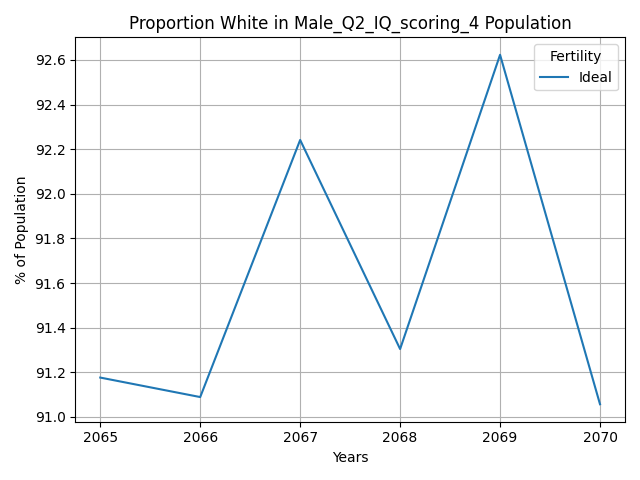 Proportion White in Male_Q2_IQ_scoring_4 Population
Fertility
Ideal
% of Population
92.6
92.4
92.2
92.0
91.8
91.6
91.4
91.2
91.0
2065 2066 2067 2068 2069 2070
Years